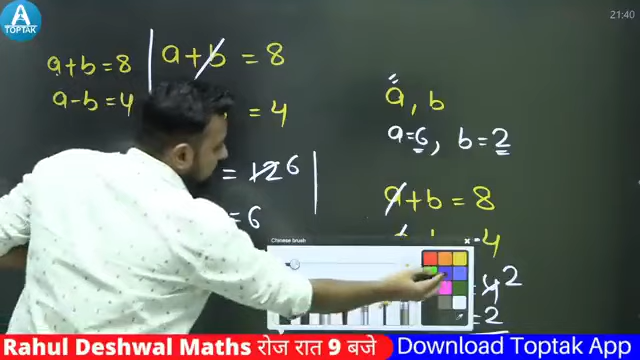 A
TOPTAK
21:40
a+b=8
a-b=4
a+b=8
=4
=12 6
=6
a, b
a=6, b=2
a+b=8
=4
=4 2
=2
Chinese brush
Rahul Deshwal Maths रोज रात 9 बजे
Download Toptak App